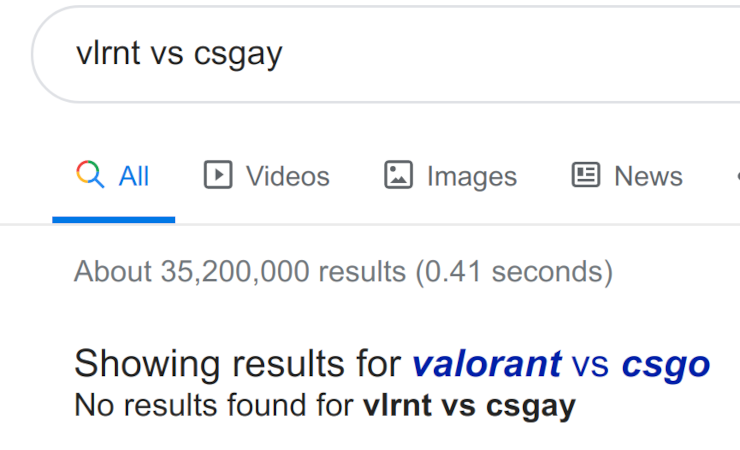 vlrnt vs csgay
All Videos Images News
About 35,200,000 results (0.41 seconds)
Showing results for valorant vs csgo
No results found for vlrnt vs csgay